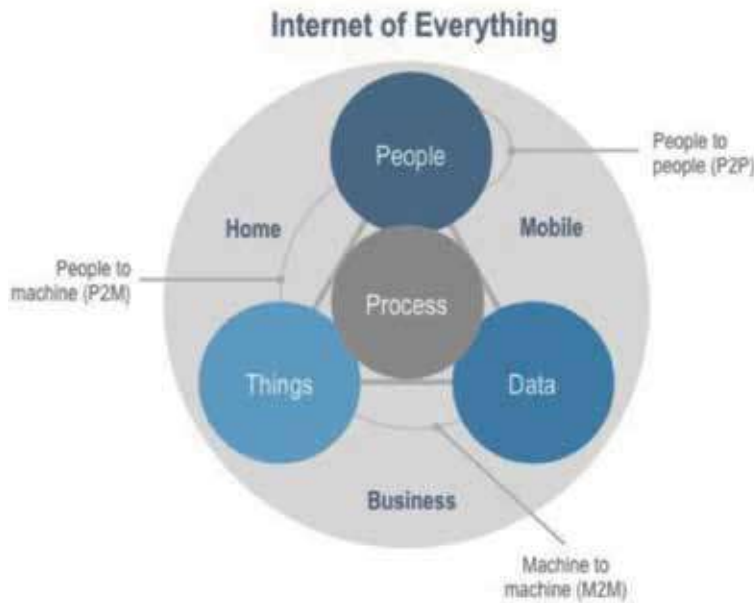 Internet of Everything
People
People to
people (P2P)
Home
Mobile
People to
machine (P2M)
Process
Things
Data
Business
Machine to
machine (M2M)